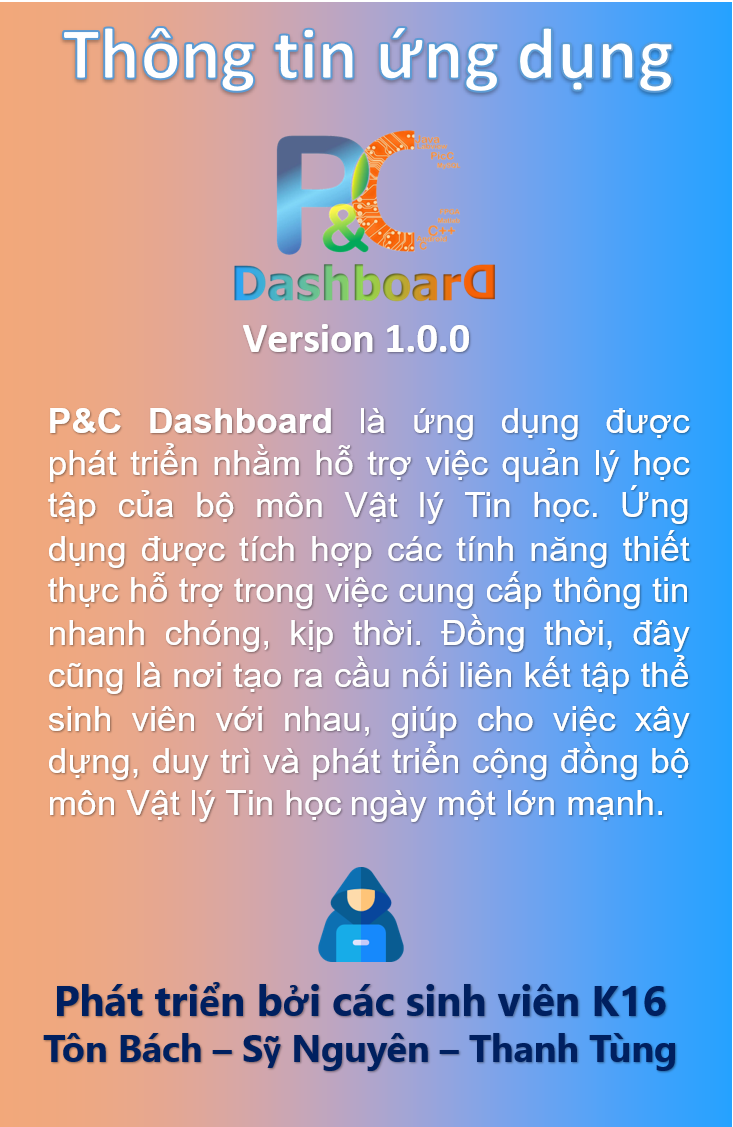 Thông tin ứng dụng
P&C
C++
Dashboard
Version 1.0.0
P&C Dashboard là ứng dụng được
phát triển nhằm hỗ trợ việc quản lý học
tập của bộ môn Vật lý Tin học. Ứng
dụng được tích hợp các tính năng thiết
thực hỗ trợ trong việc cung cấp thông tin
nhanh chóng, kịp thời. Đồng thời, đây
cũng là nơi tạo ra cầu nối liên kết tập thể
sinh viên với nhau, giúp cho việc xây
dựng, duy trì và phát triển cộng đồng bộ
môn Vật lý Tin học ngày một lớn mạnh.
Phát triển bởi các sinh viên K16
Tôn Bách – Sỹ Nguyên – Thanh Tùng